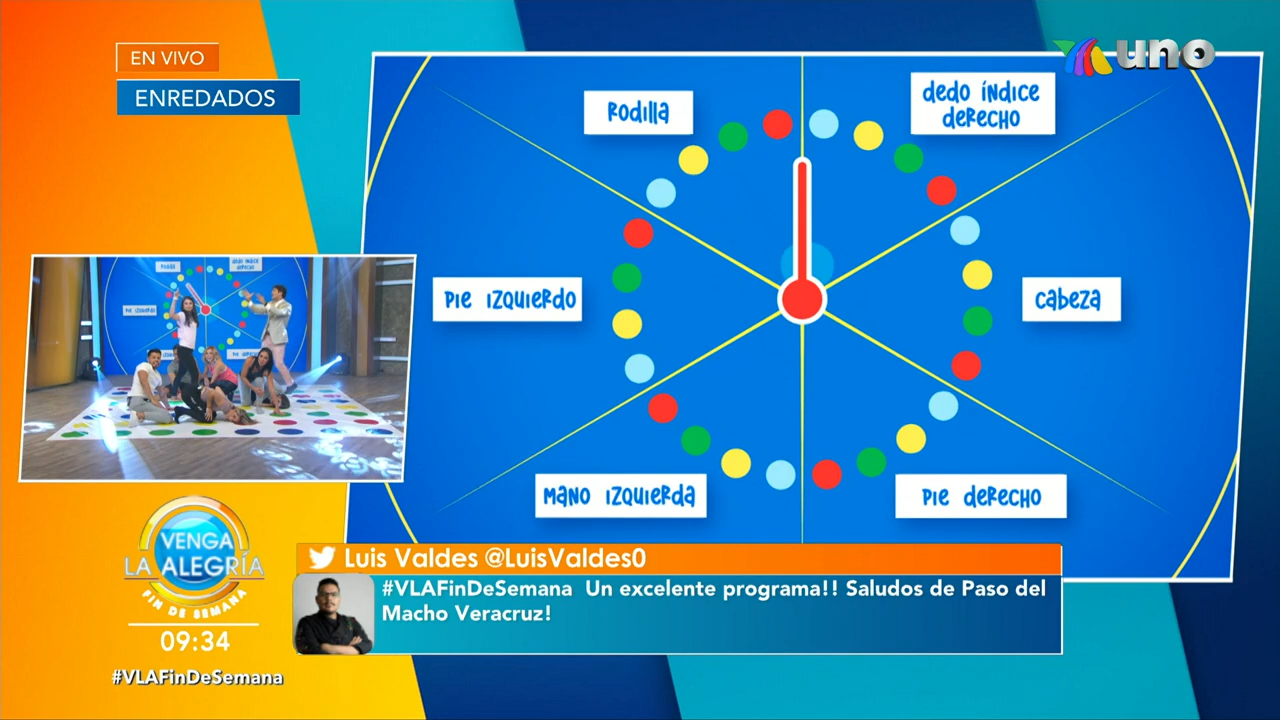 EN VIVO
ENREDADOS
uno
Rodilla
dedo índice
derecho
Pie izquierdo
Cabeza
Mano izquierda
Pie derecho
VENGA
LA ALEGRÍA
FIN DE SEMANA
09:34
#VLAFinDeSemana
Luis Valdes @LuisValdes0
#VLAFinDeSemana Un excelente programa!! Saludos de Paso del
Macho Veracruz!